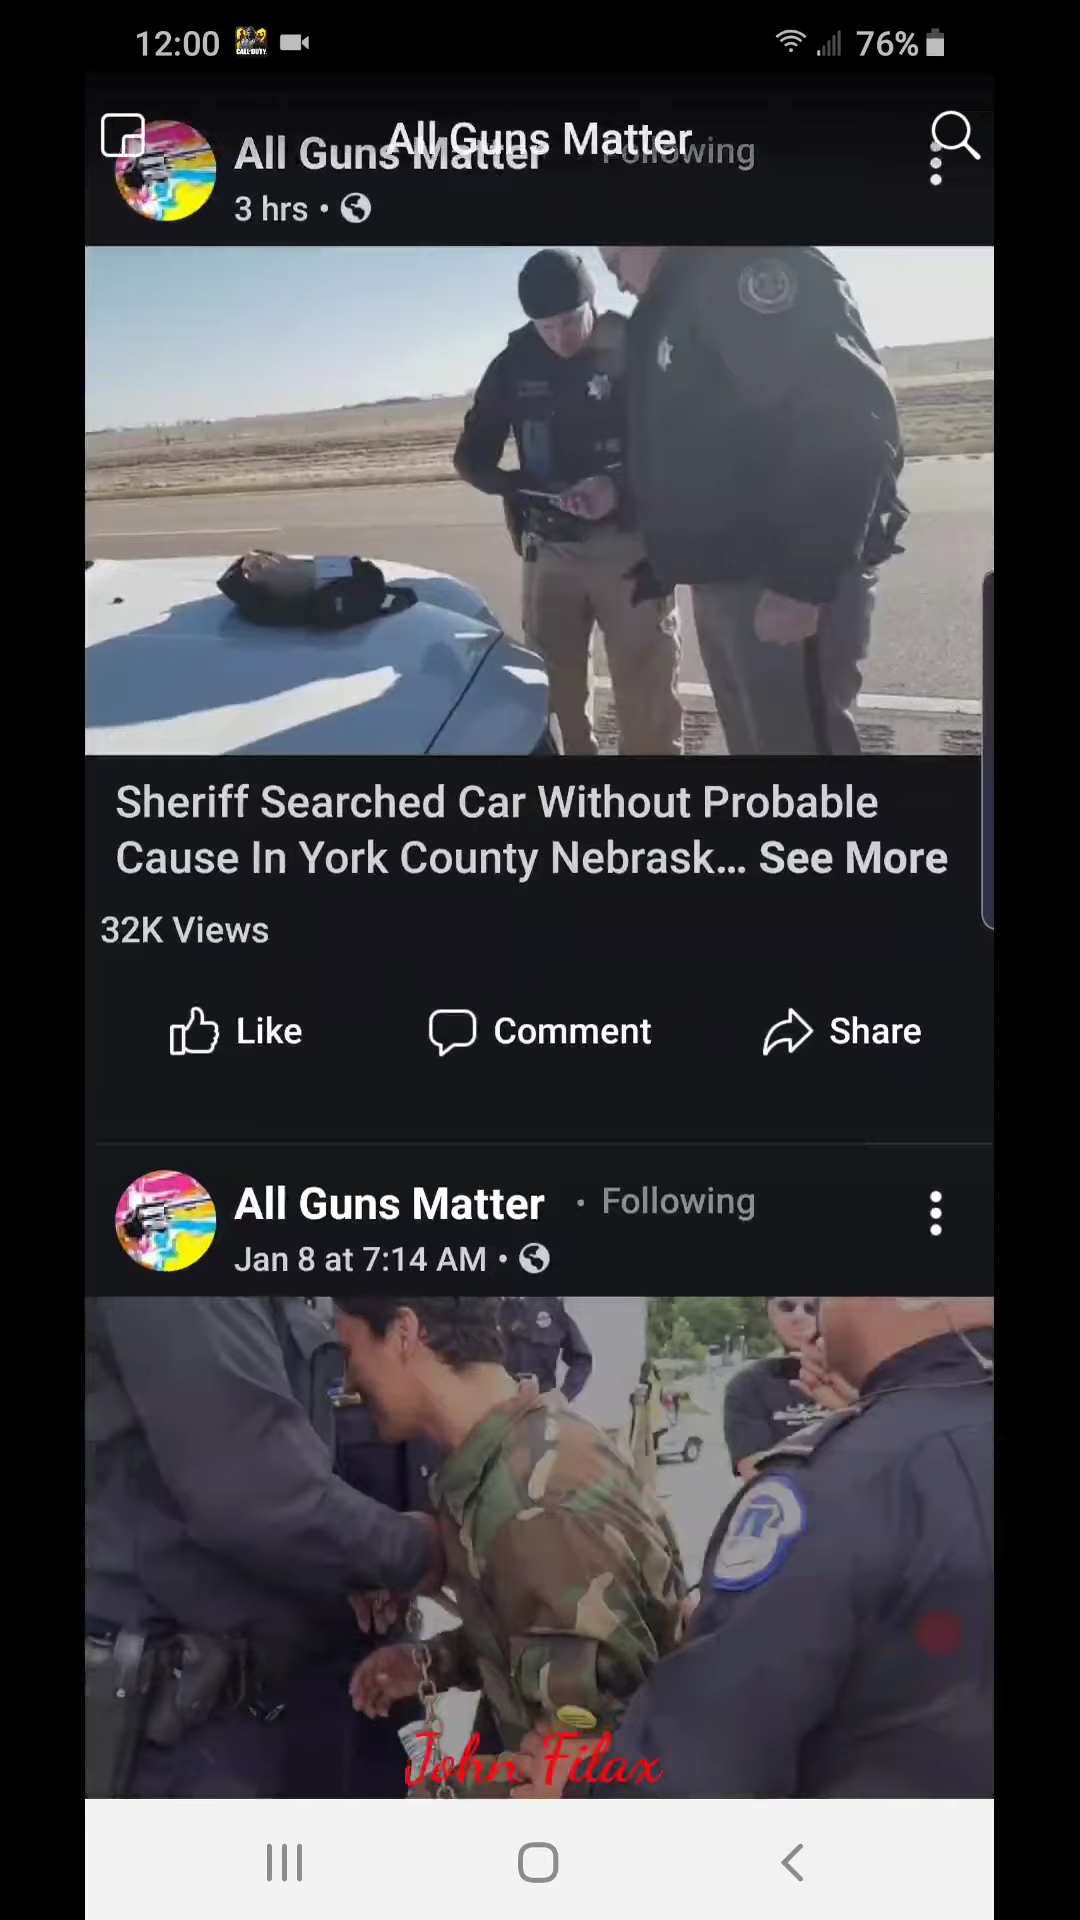 12:00
76%
All Guns Matter
All Guns Matter · Following
3 hrs ·
Sheriff Searched Car Without Probable
Cause In York County Nebrask... See More
32K Views
Like Comment Share
All Guns Matter · Following
Jan 8 at 7:14 AM ·
John Filax